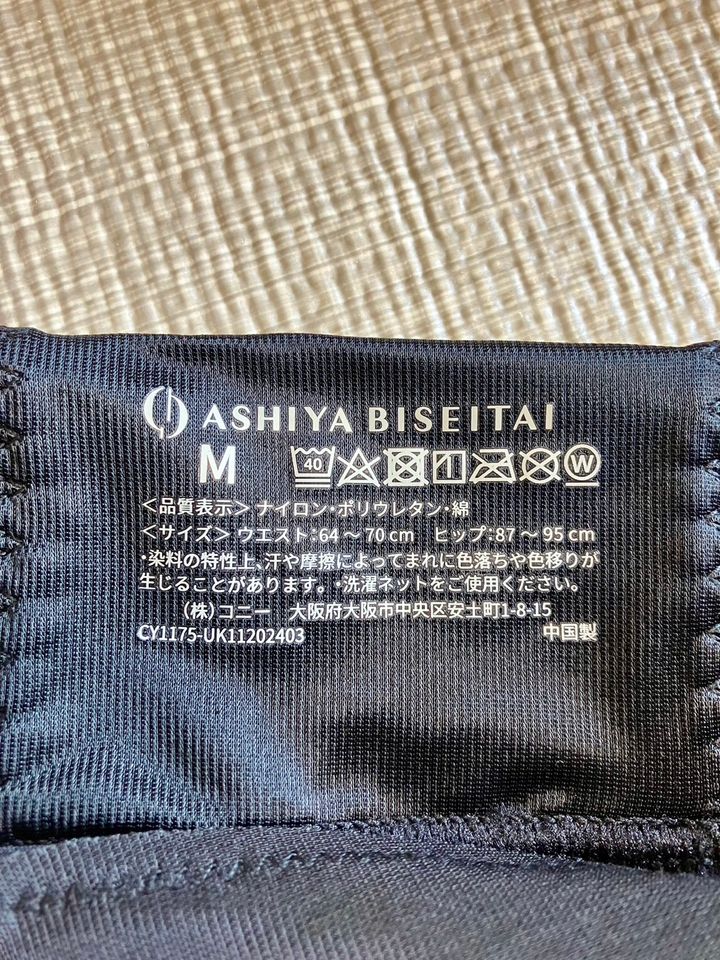 ASHIYA BISEITAI
M 40 W
<品質表示>ナイロン・ポリウレタン・綿
<サイズ>ウエスト:64~70cm ヒップ:87~95cm
・染料の特性上、汗や摩擦によってまれに色落ちや色移りが
生じることがあります。・洗濯ネットをご使用ください。
(株)コニー 大阪府大阪市中央区安土町1-8-15
CY1175-UK11202403 中国製